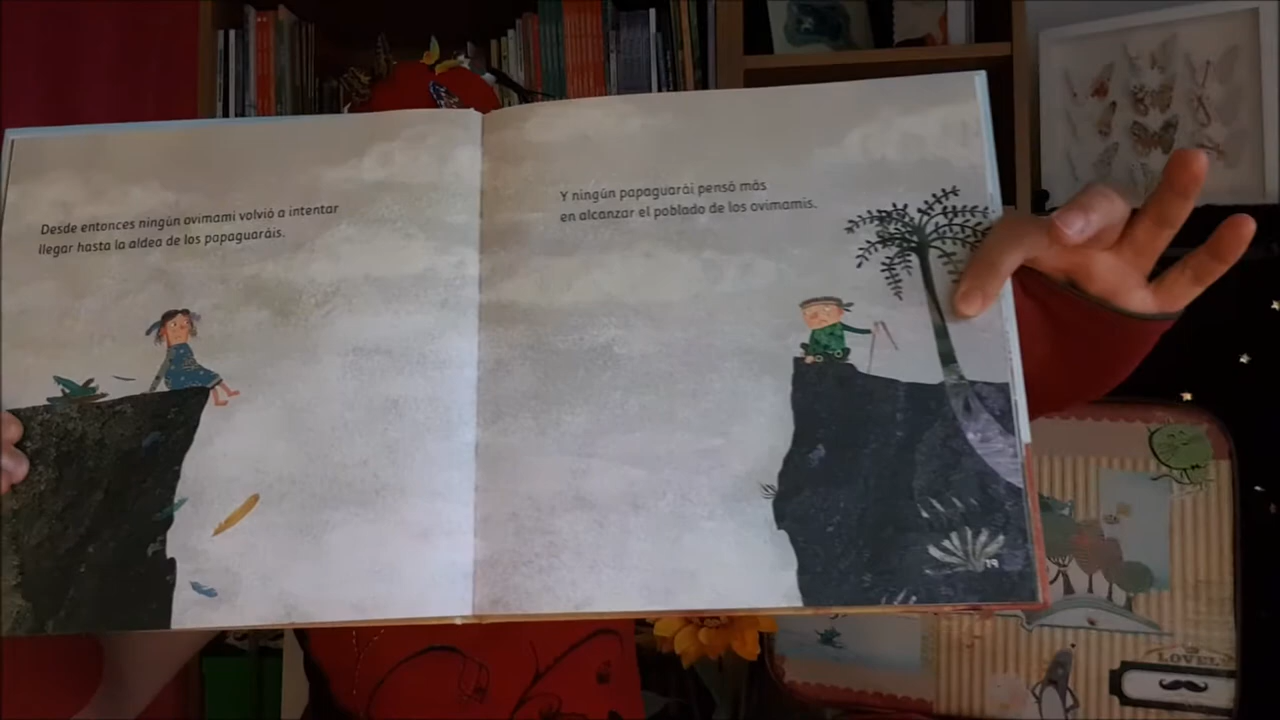 Desde entonces ningún ovimami volvió a intentar
llegar hasta la aldea de los papaguaráis.
Y ningún papaguarái pensó más
en alcanzar el poblado de los ovimamis.
19
LOVELY